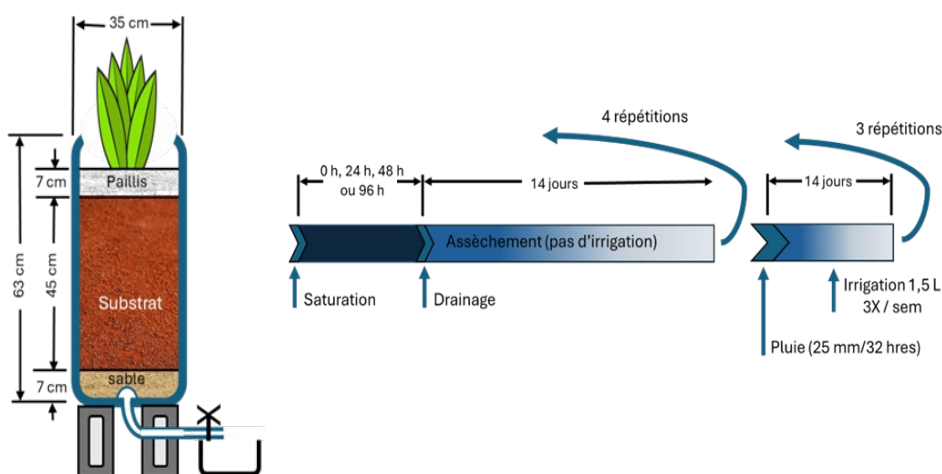 35 cm
7 cm
Paillis
63 cm
45 cm
Substrat
7 cm
sable
4 répétitions
0 h, 24 h, 48 h
ou 96 h
14 jours
Assèchement (pas d'irrigation)
Saturation
Drainage
3 répétitions
14 jours
Irrigation 1,5 L
3X / sem
Pluie (25 mm/32 hres)